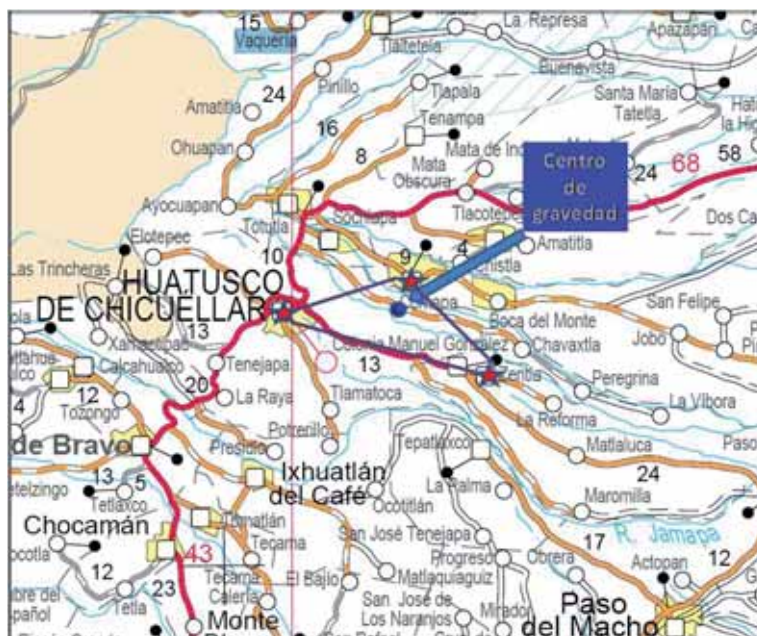 15
Vaquería
Tlaltetela
La Represa
Apazapán
Buenavista
Pinillo
24
Amatitla
Tlapala
Santa María
Tatetla
16
Tenampa
Ohuapan
8
Mata
Obscura
Centro
de
gravedad
24
68
58
Ayocuapan
Totutla
Sochiapa
Tlacotepe
Dos Ca
Elotepec
10
9
4
Amatitla
Las Trincheras
HUATUSCO
DE CHICUELLAR
Boca del Monte
San Felipe
13
Colonia Manuel González
Chavaxtla
Jobo
Calcahualco
Tenejapa
13
Zentla
Peregrina
12
20
La Raya
Tlamatoca
La Víbora
4
Tozongo
La Reforma
Presidio
Potrerillo
Paso
de Bravo
Tepatlaxco
Matlaluca
13
5
Ixhuatlán
del Café
La Palma
24
Tetlaxco
Ocotitlán
Maromilla
Chocamán
Tomatlán
San José Tenejapa
R. Jamapa
43
Tecama
17
Progreso
Obrera
Actopan
12
12
Tecama
Calería
El Bajío
Matlaquiáguiz
23
Tetla
San José de
Los Naranjos
Mirador
Paso
del Macho
Monte